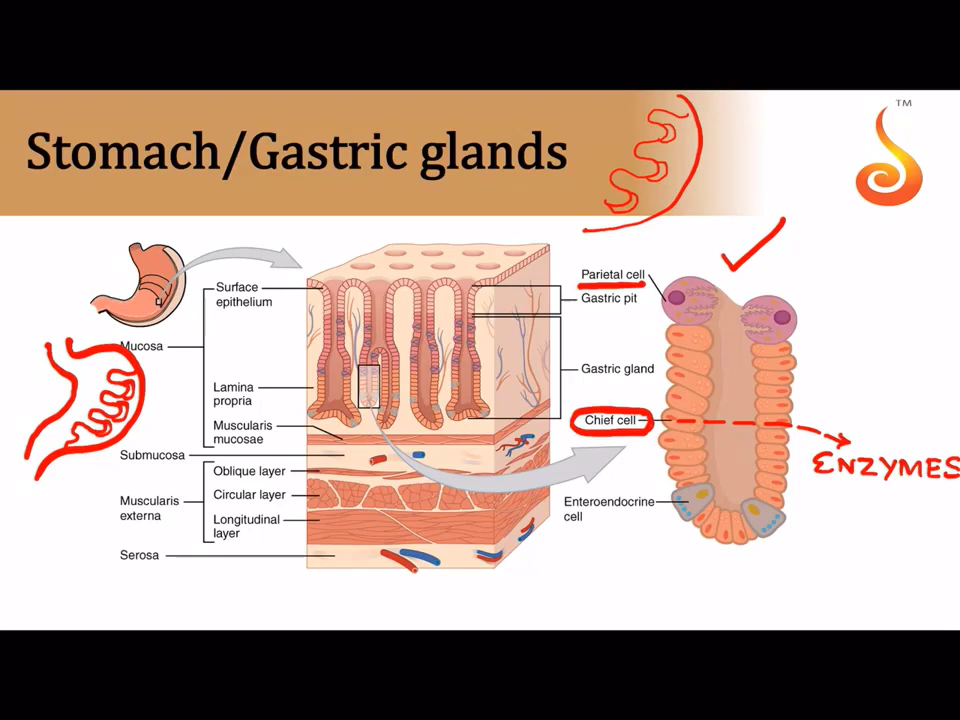 Stomach/Gastric glands
TM
Surface
epithelium
Mucosa
Lamina
propria
Muscularis
mucosae
Submucosa
Oblique layer
Muscularis
externa
Circular layer
Longitudinal
layer
Serosa
Parietal cell
Gastric pit
Gastric gland
Chief cell
ENZYMES
Enteroendocrine
cell